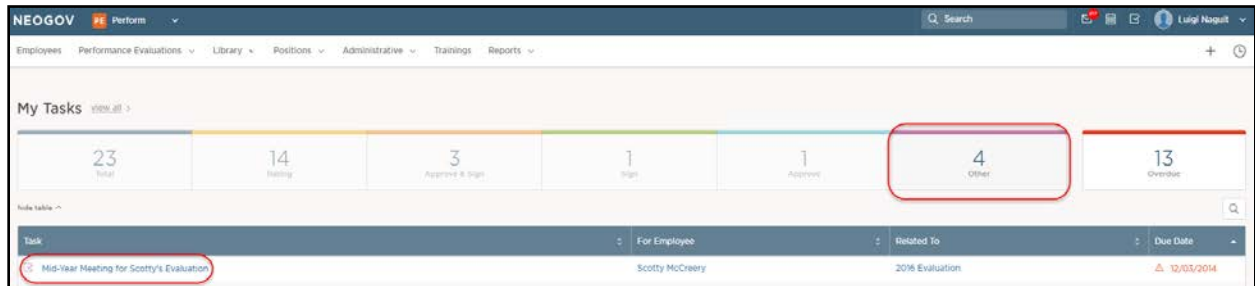 NEOGOV PE Perform Search Luigi Naguit
Employees Performance Evaluations Library Positions Administrative Trainings Reports
My Tasks view all >
23 14 3 1 1 4 13
Total Rating Approve & Sign Sign Approve Other Overdue
hide table
Task For Employee Related To Due Date
Mid-Year Meeting for Scotty's Evaluation Scotty McCreery 2016 Evaluation 12/03/2014